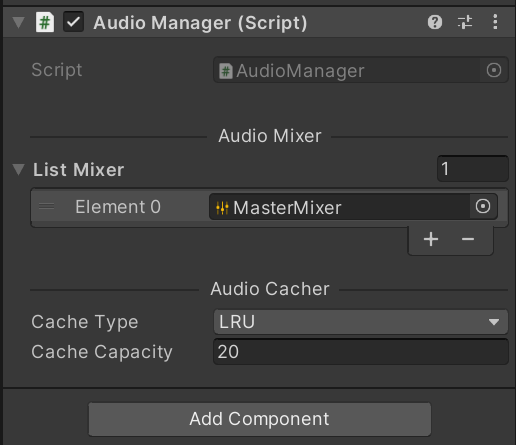 Audio Manager (Script)
Script AudioManager
Audio Mixer
List Mixer 1
Element 0 MasterMixer
Audio Cacher
Cache Type LRU
Cache Capacity 20
Add Component